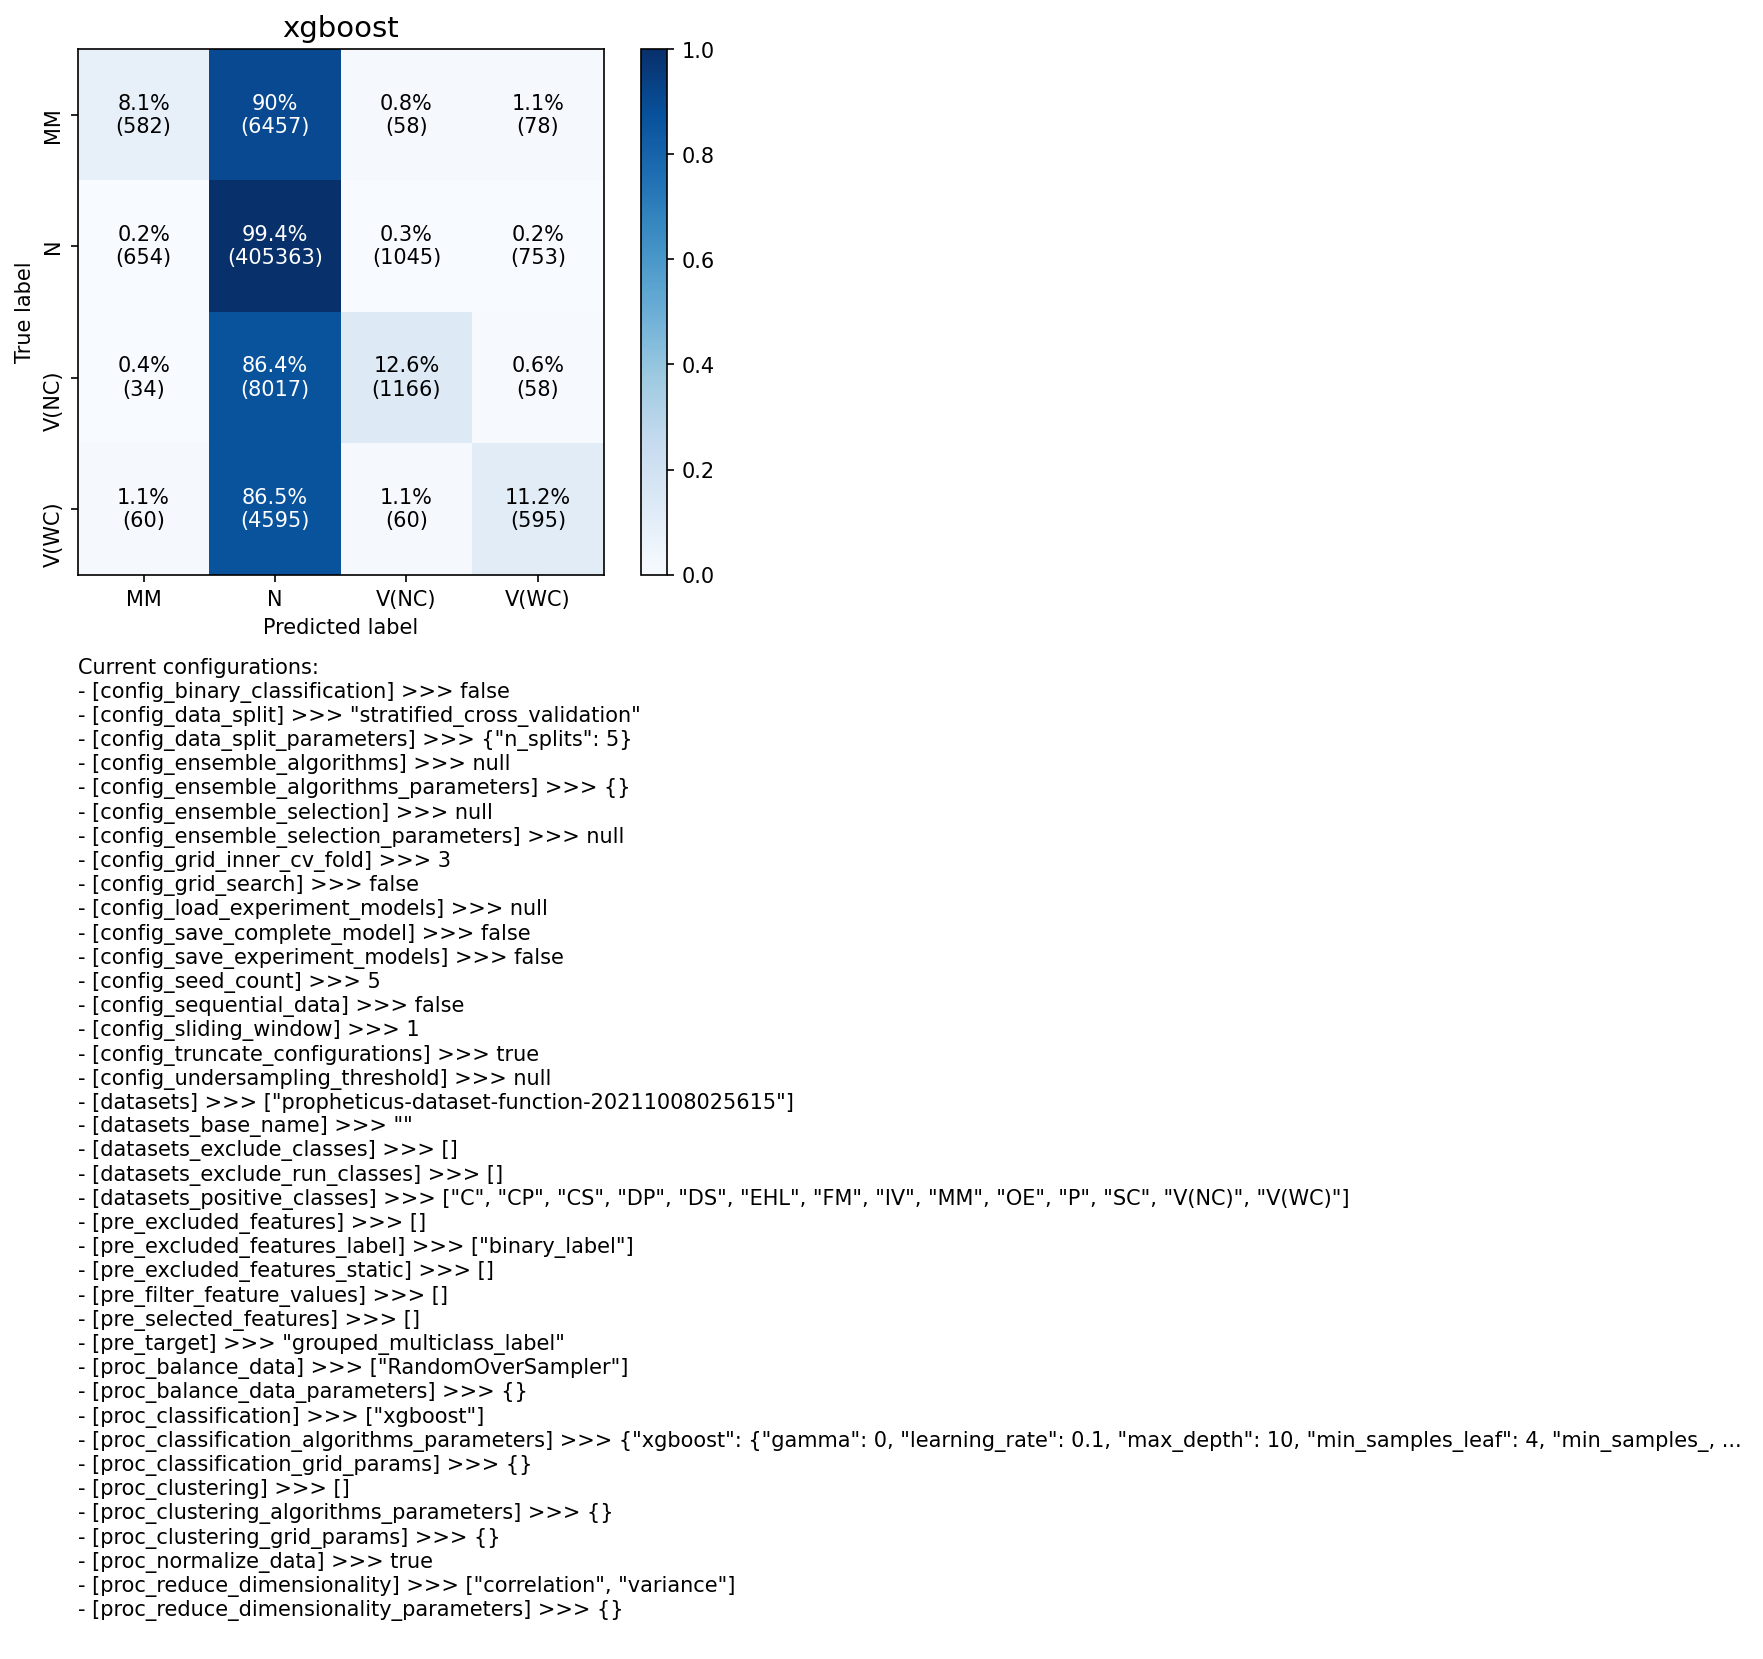 xgboost
1.0
8.1% 90% 0.8% 1.1%
(582) (6457) (58) (78)
MM
0.8
0.2% 99.4% 0.3% 0.2%
(654) (405363) (1045) (753)
N
0.6
True label
0.4% 86.4% 12.6% 0.6%
(34) (8017) (1166) (58)
V(NC)
0.4
0.2
1.1% 86.5% 1.1% 11.2%
(60) (4595) (60) (595)
V(WC)
0.0
MM N V(NC) V(WC)
Predicted label
Current configurations:
- [config_binary_classification] >>> false
- [config_data_split] >>> "stratified_cross_validation"
- [config_data_split_parameters] >>> {"n_splits": 5}
- [config_ensemble_algorithms] >>> null
- [config_ensemble_algorithms_parameters] >>> {}
- [config_ensemble_selection] >>> null
- [config_ensemble_selection_parameters] >>> null
- [config_grid_inner_cv_fold] >>> 3
- [config_grid_search] >>> false
- [config_load_experiment_models] >>> null
- [config_save_complete_model] >>> false
- [config_save_experiment_models] >>> false
- [config_seed_count] >>> 5
- [config_sequential_data] >>> false
- [config_sliding_window] >>> 1
- [config_truncate_configurations] >>> true
- [config_undersampling_threshold] >>> null
- [datasets] >>> ["propheticus-dataset-function-20211008025615"]
- [datasets_base_name] >>> ""
- [datasets_exclude_classes] >>> []
- [datasets_exclude_run_classes] >>> []
- [datasets_positive_classes] >>> ["C", "CP", "CS", "DP", "DS", "EHL", "FM", "IV", "MM", "OE", "P", "SC", "V(NC)", "V(WC)"]
- [pre_excluded_features] >>> []
- [pre_excluded_features_label] >>> ["binary_label"]
- [pre_excluded_features_static] >>> []
- [pre_filter_feature_values] >>> []
- [pre_selected_features] >>> []
- [pre_target] >>> "grouped_multiclass_label"
- [proc_balance_data] >>> ["RandomOverSampler"]
- [proc_balance_data_parameters] >>> {}
- [proc_classification] >>> ["xgboost"]
- [proc_classification_algorithms_parameters] >>> {"xgboost": {"gamma": 0, "learning_rate": 0.1, "max_depth": 10, "min_samples_leaf": 4, "min_samples_, ...
- [proc_classification_grid_params] >>> {}
- [proc_clustering] >>> []
- [proc_clustering_algorithms_parameters] >>> {}
- [proc_clustering_grid_params] >>> {}
- [proc_normalize_data] >>> true
- [proc_reduce_dimensionality] >>> ["correlation", "variance"]
- [proc_reduce_dimensionality_parameters] >>> {}